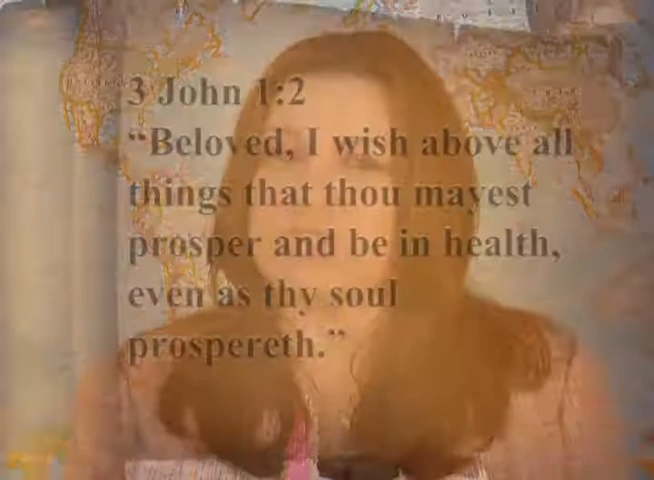 3 John 1:2
“Beloved, I wish above all
things that thou mayest
prosper and be in health,
even as thy soul
prospereth.”